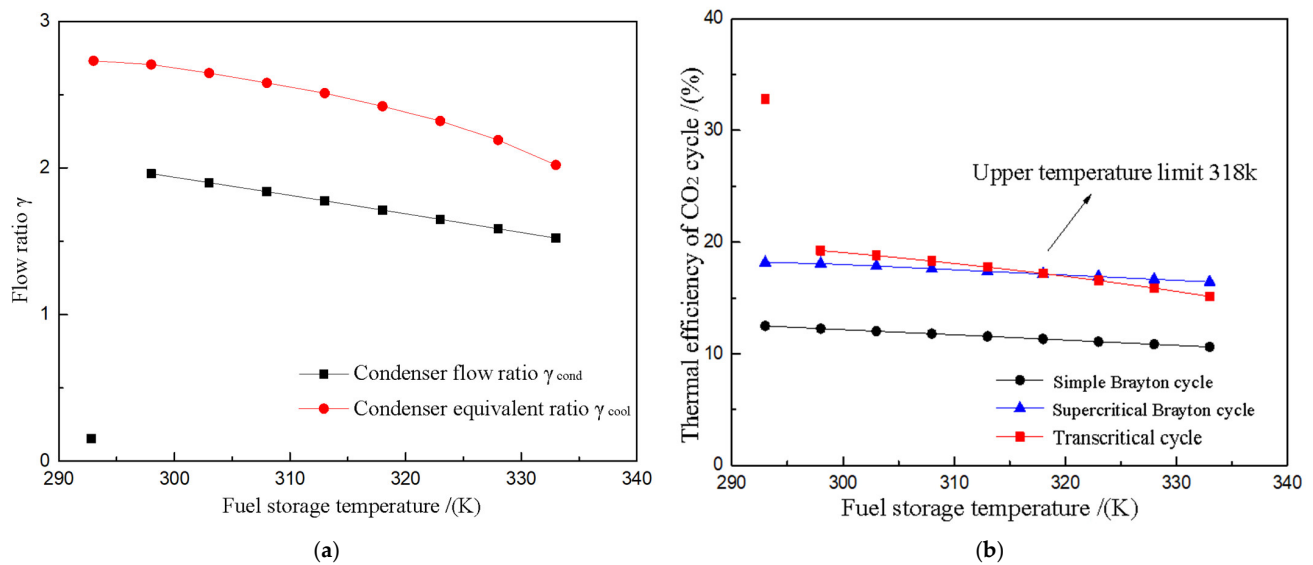 3
2
1
0
290
300
310
320
330
340
Flow ratio γ
Fuel storage temperature /(K)
Condenser flow ratio γ cond
Condenser equivalent ratio γ cool
(a)
40
30
20
10
0
290
300
310
320
330
340
Thermal efficiency of CO₂ cycle /(%)
Fuel storage temperature /(K)
Upper temperature limit 318k
Simple Brayton cycle
Supercritical Brayton cycle
Transcritical cycle
(b)